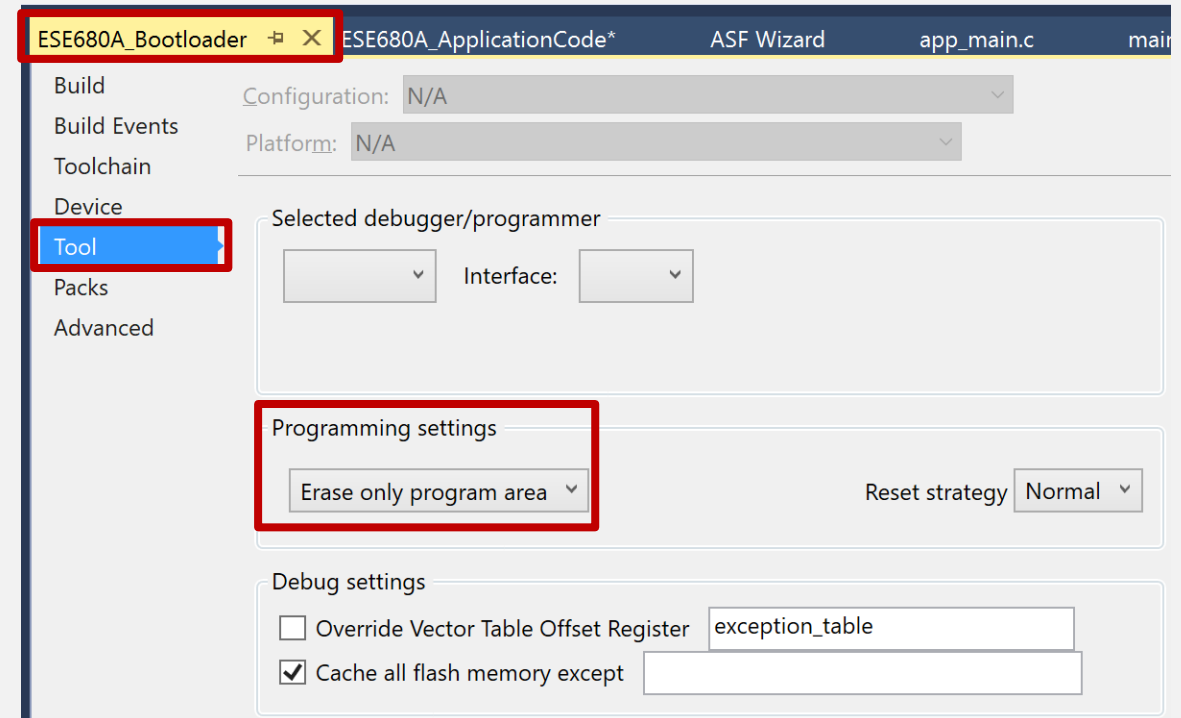 ESE680A_Bootloader ESE680A_ApplicationCode* ASF Wizard app_main.c main
Build
Configuration: N/A
Build Events
Platform: N/A
Toolchain
Device
Selected debugger/programmer
Tool
Interface:
Packs
Advanced
Programming settings
Erase only program area Reset strategy Normal
Debug settings
Override Vector Table Offset Register exception_table
Cache all flash memory except